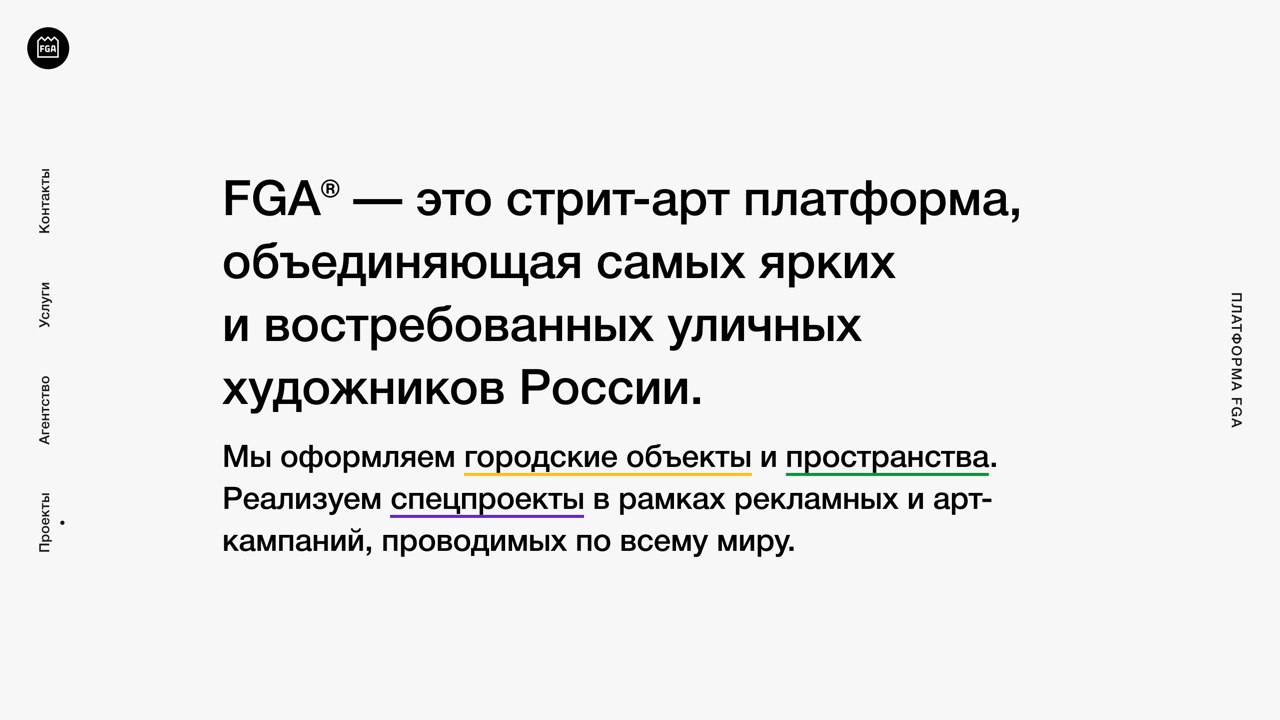 FGA
Контакты
Услуги
Агентство
Проекты
FGA® — это стрит-арт платформа,
объединяющая самых ярких
и востребованных уличных
художников России.
Мы оформляем городские объекты и пространства.
Реализуем спецпроекты в рамках рекламных и арт-
кампаний, проводимых по всему миру.
ПЛАТФОРМА FGA